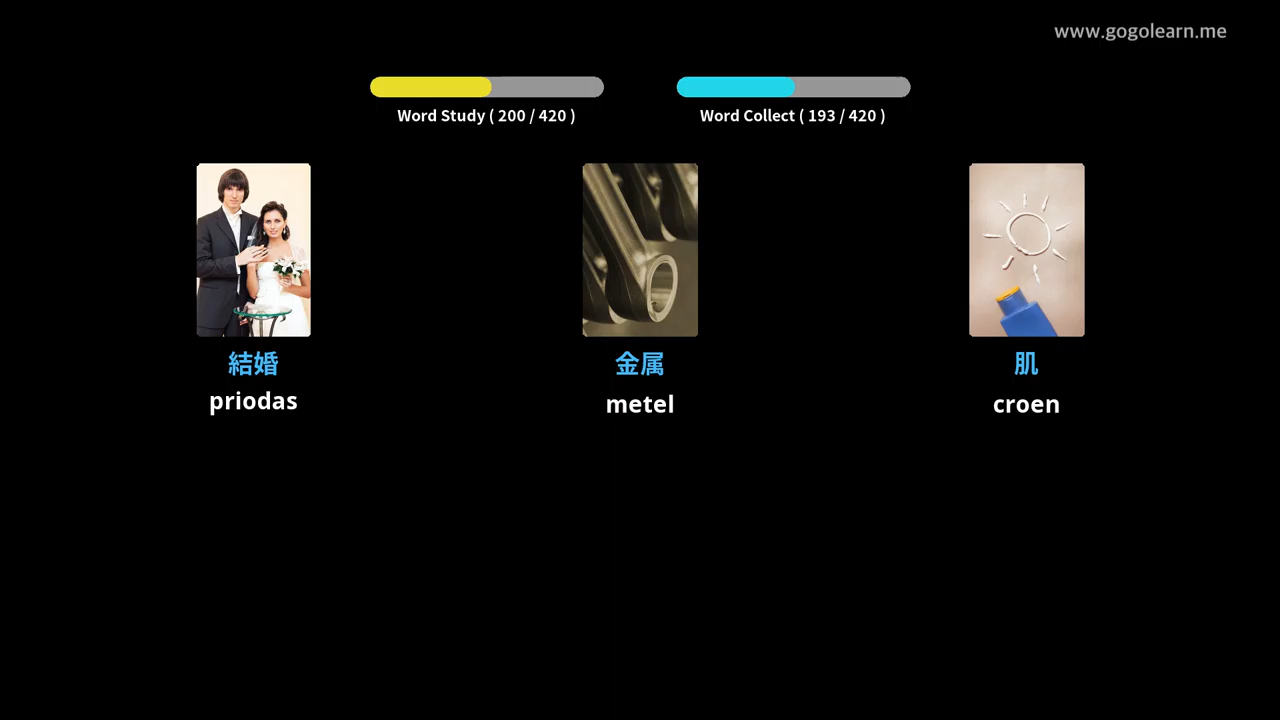 www.gogolearn.me
Word Study ( 200 / 420 )
Word Collect ( 193 / 420 )
結婚
priodas
金属
metel
肌
croen